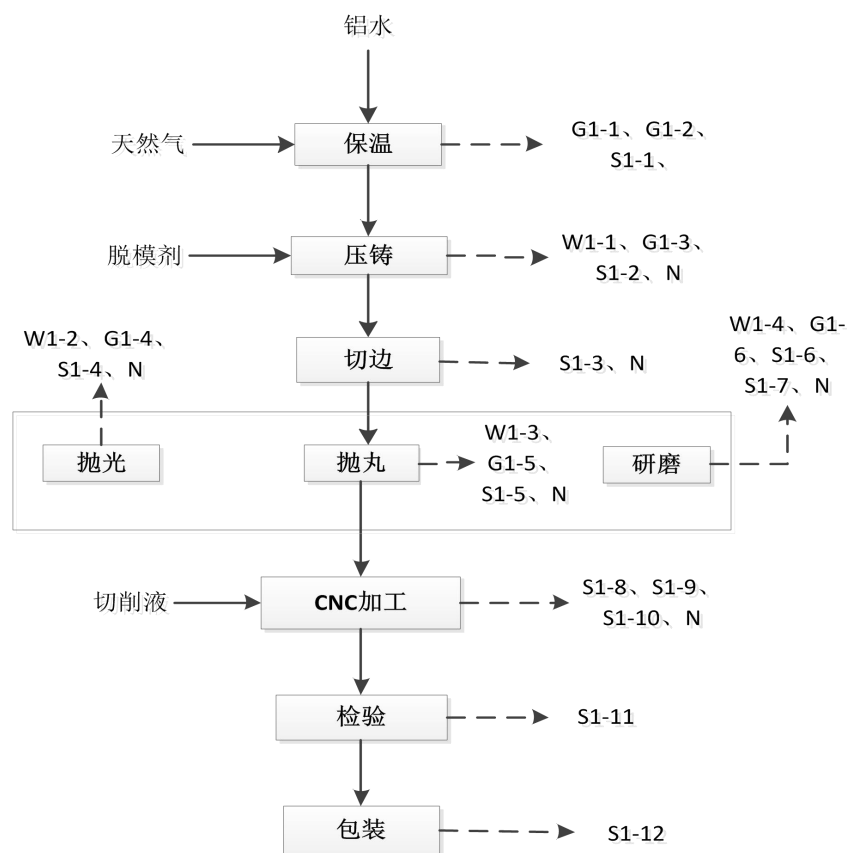 铝水
天然气
保温
G1-1、G1-2、
S1-1、
脱模剂
压铸
W1-1、G1-3、
S1-2、N
W1-2、G1-4、
S1-4、N
切边
S1-3、N
W1-4、G1-
6、S1-6、
S1-7、N
抛光
抛丸
W1-3、
G1-5、
S1-5、N
研磨
切削液
CNC加工
S1-8、S1-9、
S1-10、N
检验
S1-11
包装
S1-12